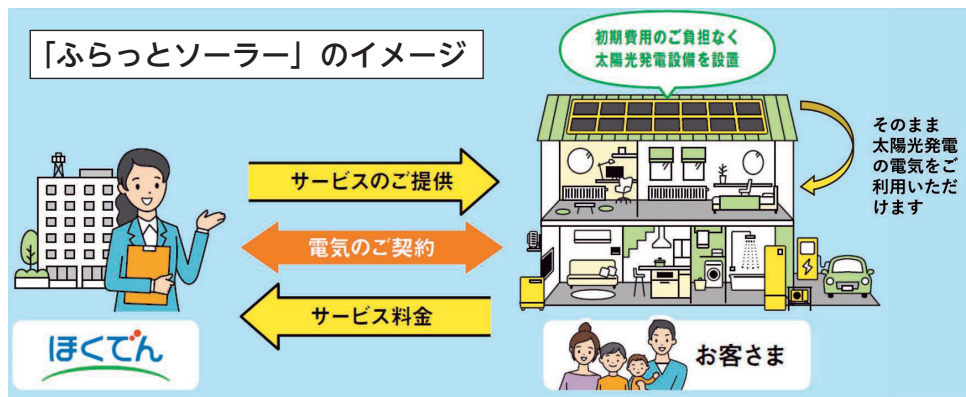 「ふらっとソーラー」のイメージ
初期費用のご負担なく
太陽光発電設備を設置
そのまま
太陽光発電
の電気をご
利用いただ
けます
サービスのご提供
電気のご契約
サービス料金
ほくでん
お客さま